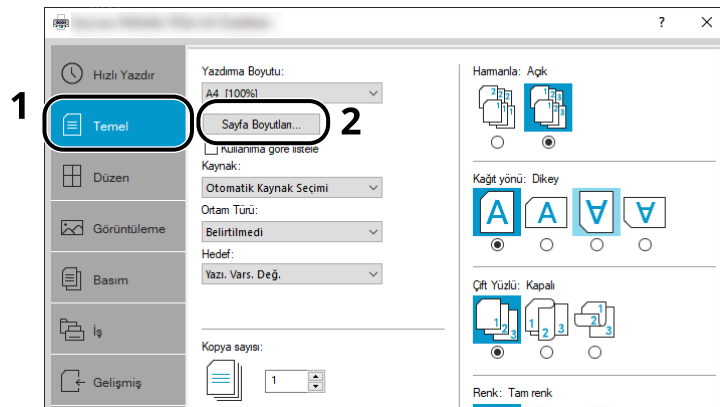 ?
Hızlı Yazdır
1
Temel
Düzen
Görüntüleme
Basım
İş
Gelişmiş
Yazdırma Boyutu:
A4 [100%]
Sayfa Boyutları...
2
Kullanıma göre listele
Kaynak:
Otomatik Kaynak Seçimi
Ortam Türü:
Belirtilmedi
Hedef:
Yazı. Vars. Değ.
Kopya sayısı:
1
Harmanla: Açık
Kağıt yönü: Dikey
Çift Yüzlü: Kapalı
Renk: Tam renk